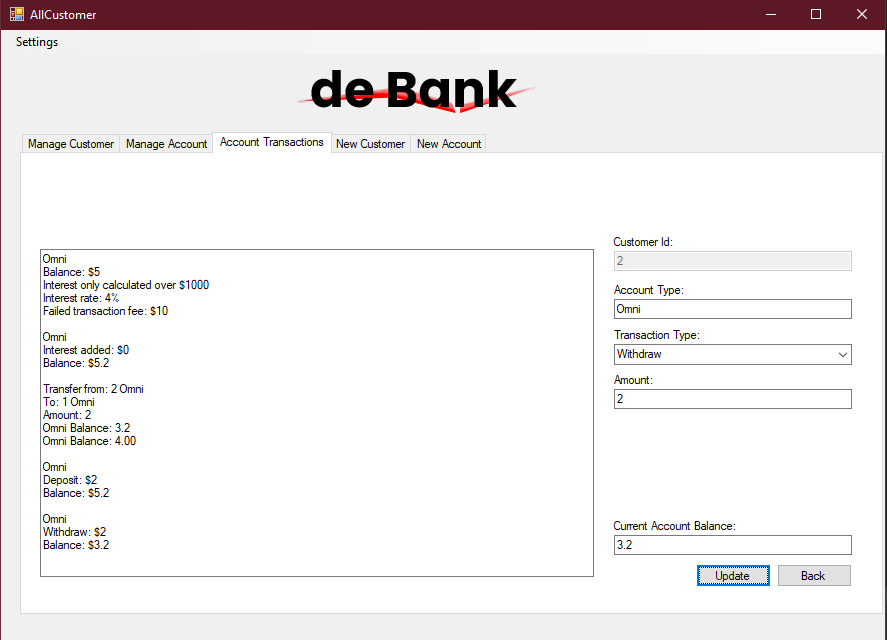 AllCustomer
Settings
de Bank
Manage Customer
Manage Account
Account Transactions
New Customer
New Account
Omni
Balance: $5
Interest only calculated over $1000
Interest rate: 4%
Failed transaction fee: $10
Omni
Interest added: $0
Balance: $5.2
Transfer from: 2 Omni
To: 1 Omni
Amount: 2
Omni Balance: 3.2
Omni Balance: 4.00
Omni
Deposit: $2
Balance: $5.2
Omni
Withdraw: $2
Balance: $3.2
Customer Id:
2
Account Type:
Omni
Transaction Type:
Withdraw
Amount:
2
Current Account Balance:
3.2
Update
Back